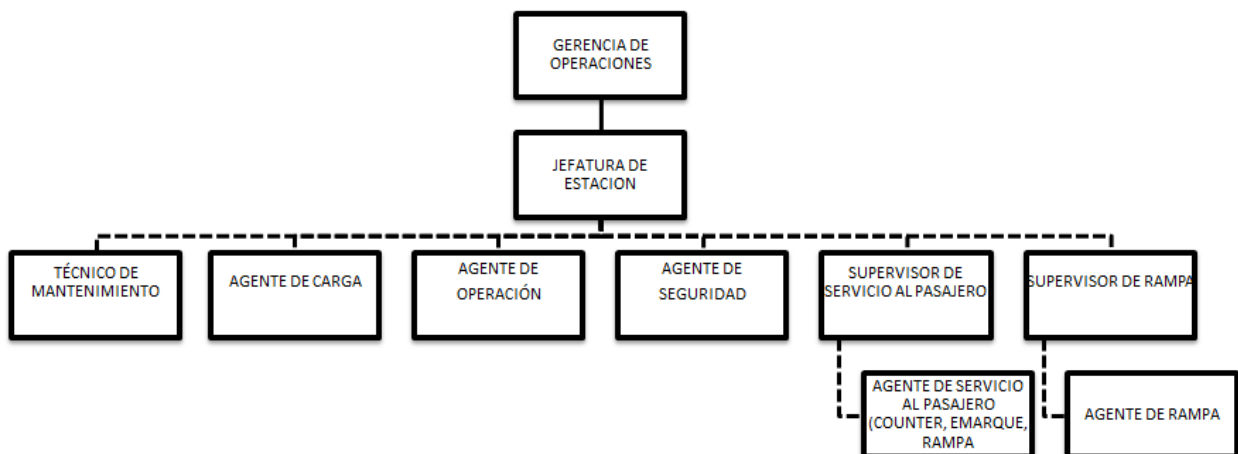 GERENCIA DE
OPERACIONES
JEFATURA DE
ESTACION
TÉCNICO DE
MANTENIMIENTO
AGENTE DE CARGA
AGENTE DE
OPERACIÓN
AGENTE DE
SEGURIDAD
SUPERVISOR DE
SERVICIO AL PASAJERO
SUPERVISOR DE RAMPA
AGENTE DE SERVICIO
AL PASAJERO
(COUNTER, EMARQUE,
RAMPA
AGENTE DE RAMPA